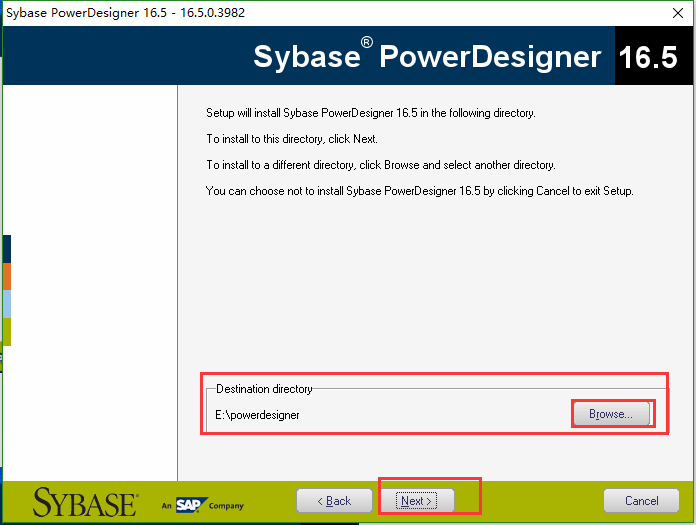 Sybase PowerDesigner 16.5 - 16.5.0.3982
Sybase® PowerDesigner 16.5
Setup will install Sybase PowerDesigner 16.5 in the following directory.
To install to this directory, click Next.
To install to a different directory, click Browse and select another directory.
You can choose not to install Sybase PowerDesigner 16.5 by clicking Cancel to exit Setup.
Destination directory
E:\powerdesigner
Browse...
SYBASE® An SAP Company
< Back
Next >
Cancel